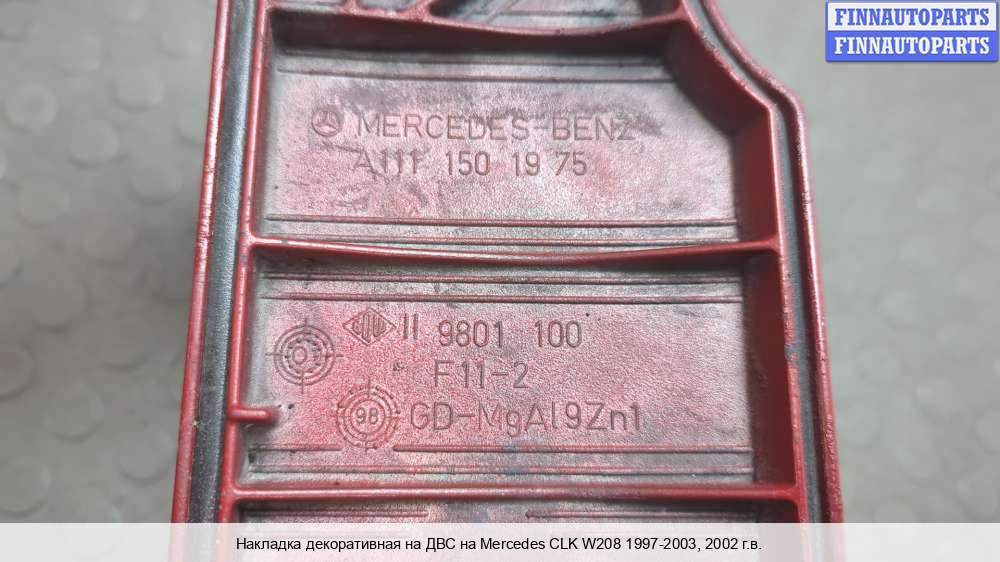 FINNAUTOPARTS
FINNAUTOPARTS
MERCEDES-BENZ
A111 150 19 75
II 9801 100
F11-2
98
GD-MgAl9Zn1
Накладка декоративная на ДВС на Mercedes CLK W208 1997-2003, 2002 г.в.